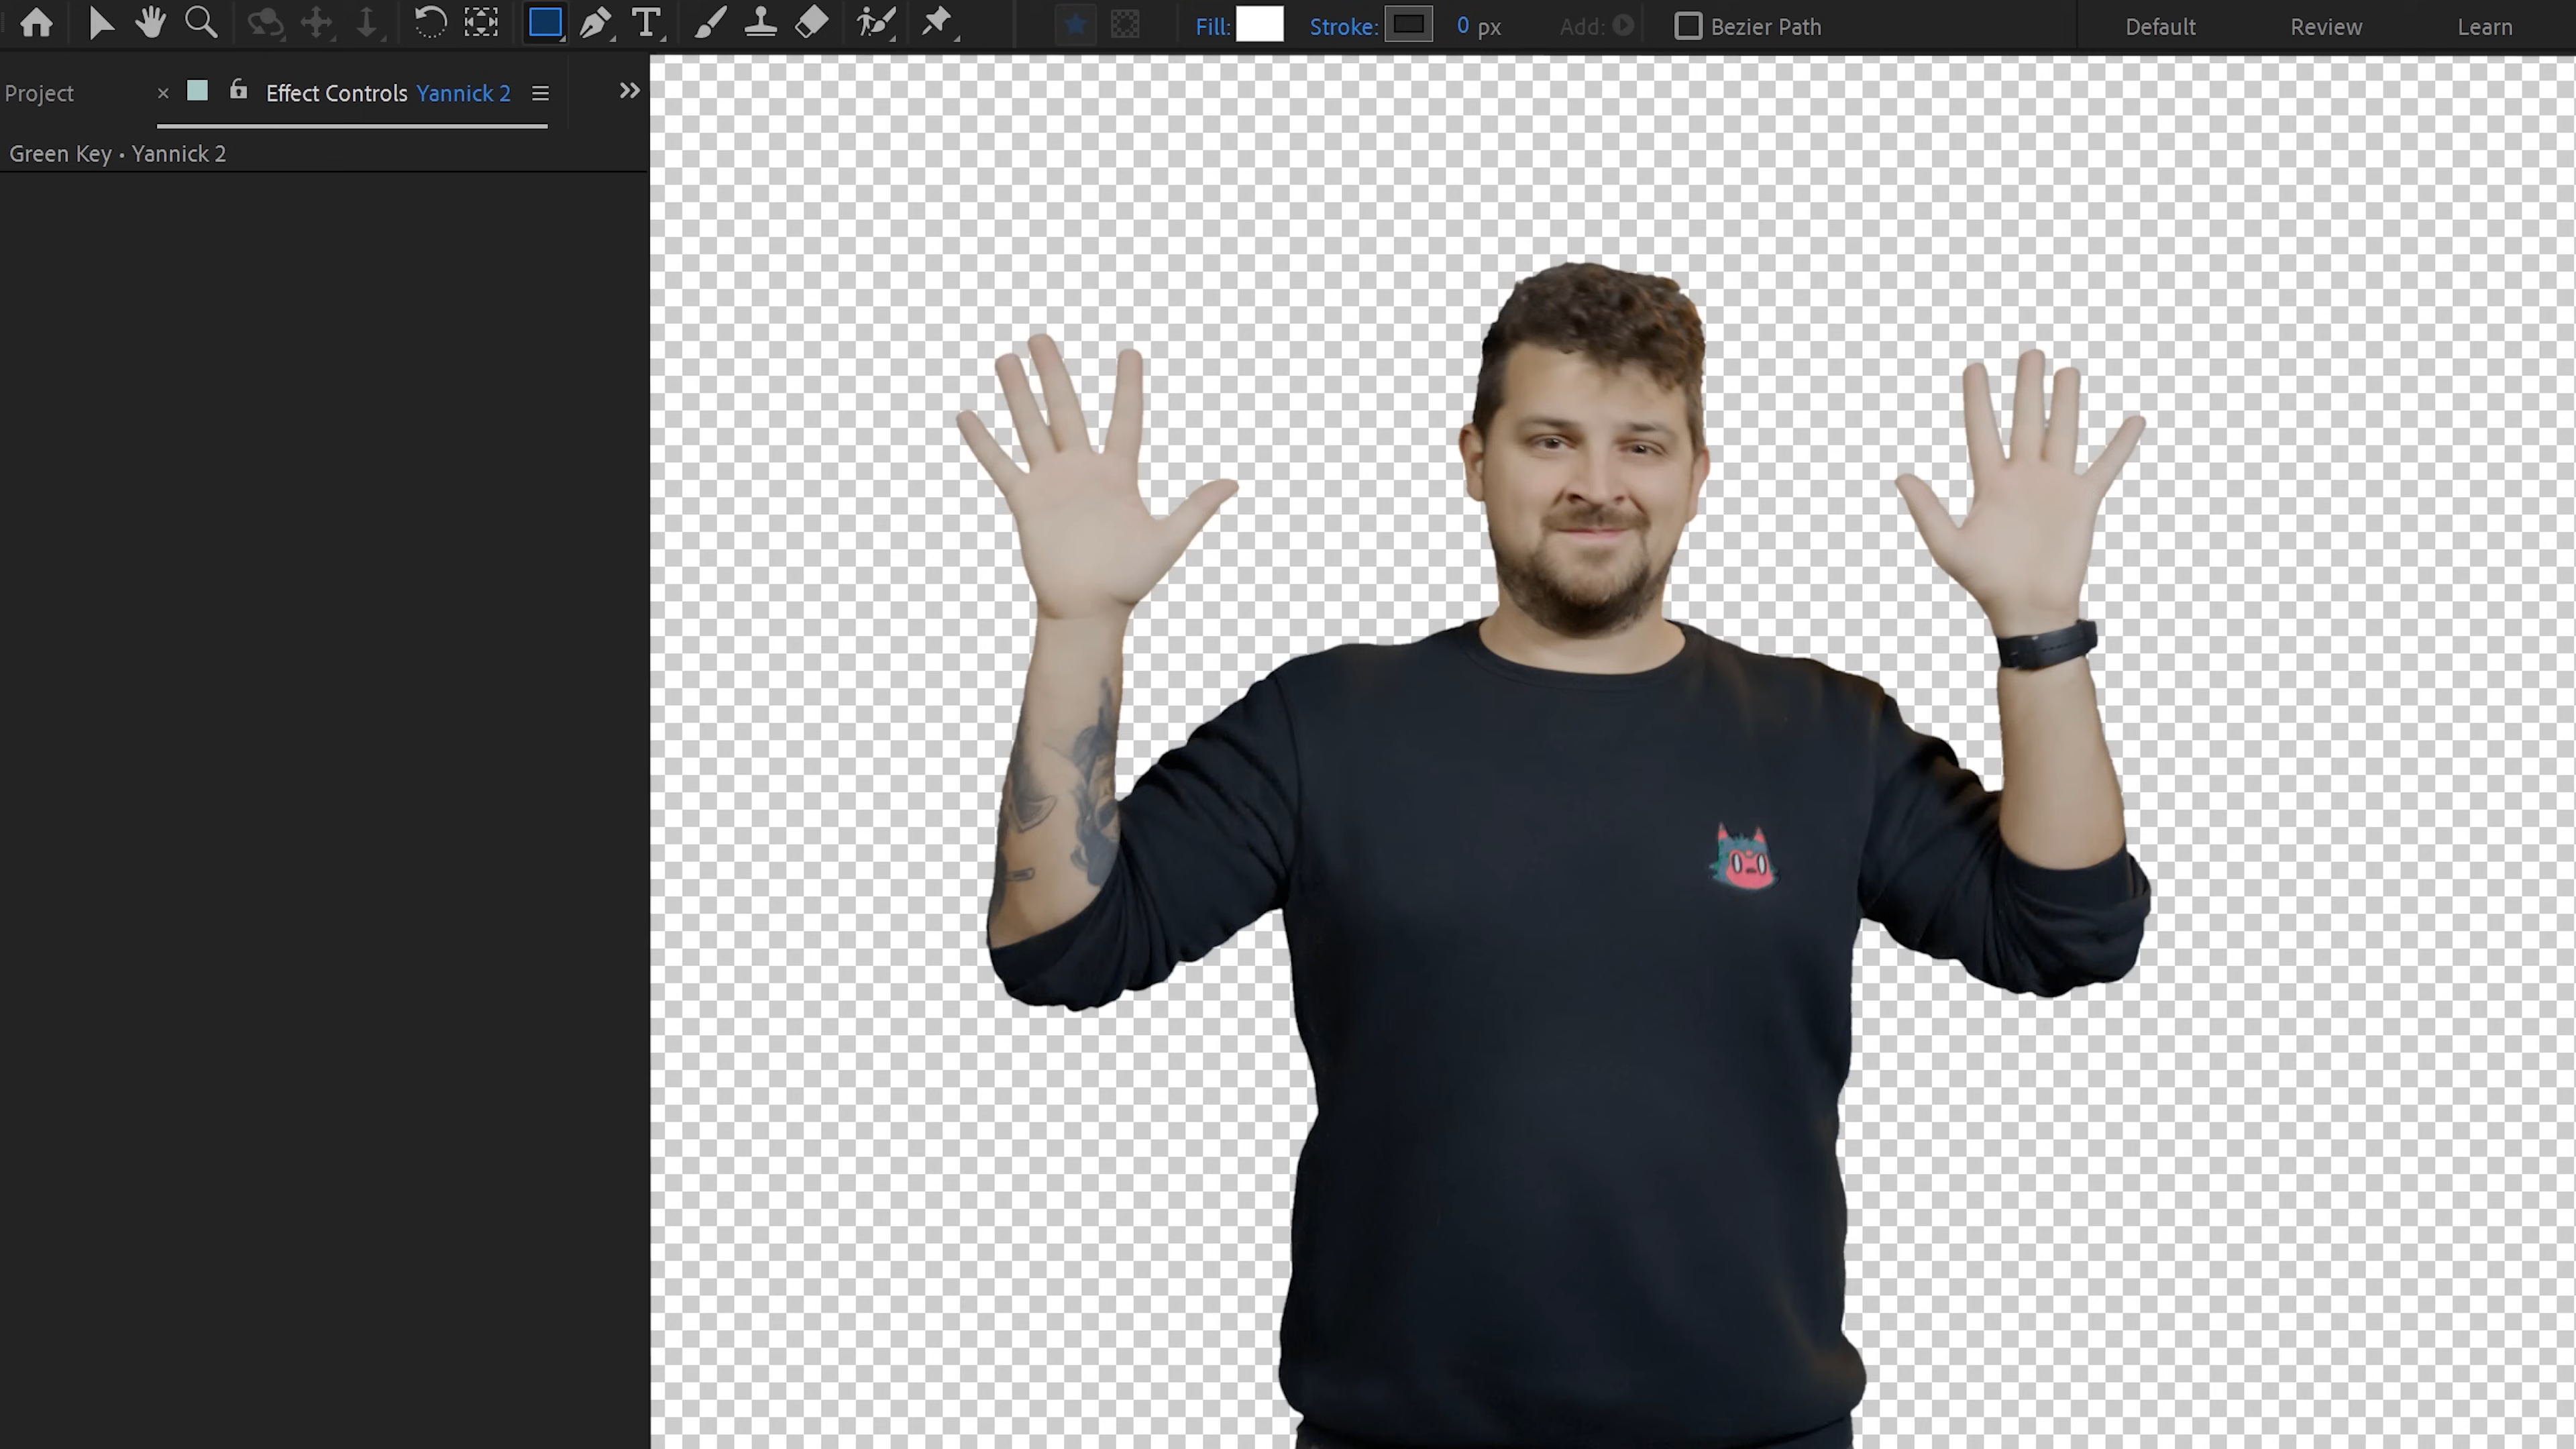 Fill: Stroke: 0 px Add: Bezier Path Default Review Learn
Project Effect Controls Yannick 2
Green Key • Yannick 2